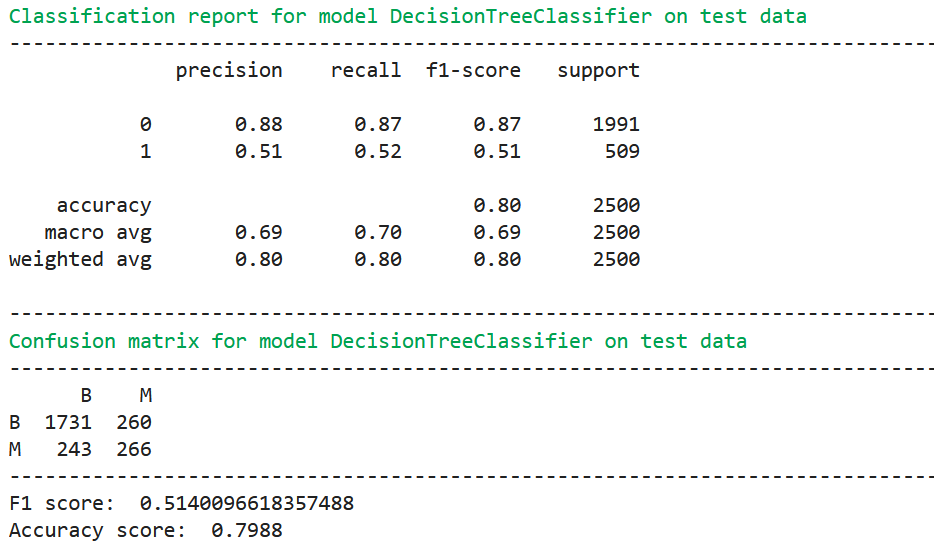 Classification report for model DecisionTreeClassifier on test data
------------------------------------------------------------------------------
precision recall f1-score support
0 0.88 0.87 0.87 1991
1 0.51 0.52 0.51 509
accuracy 0.80 2500
macro avg 0.69 0.70 0.69 2500
weighted avg 0.80 0.80 0.80 2500
------------------------------------------------------------------------------
Confusion matrix for model DecisionTreeClassifier on test data
------------------------------------------------------------------------------
B M
B 1731 260
M 243 266
------------------------------------------------------------------------------
F1 score: 0.5140096618357488
Accuracy score: 0.7988